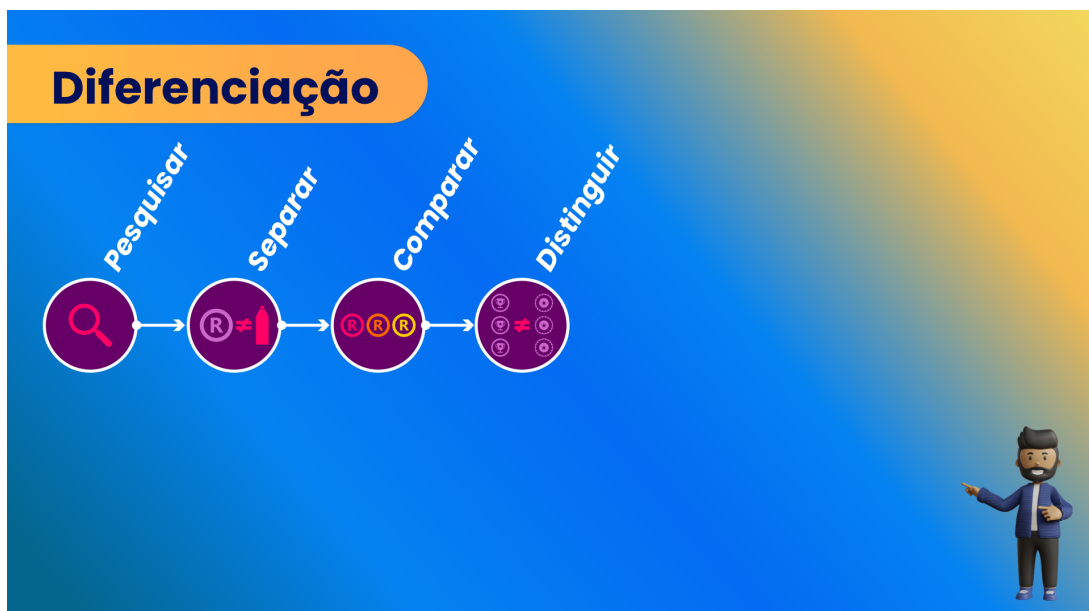 Diferenciação
Pesquisar
Separar
Comparar
Distinguir
R ≠
R R R
≠